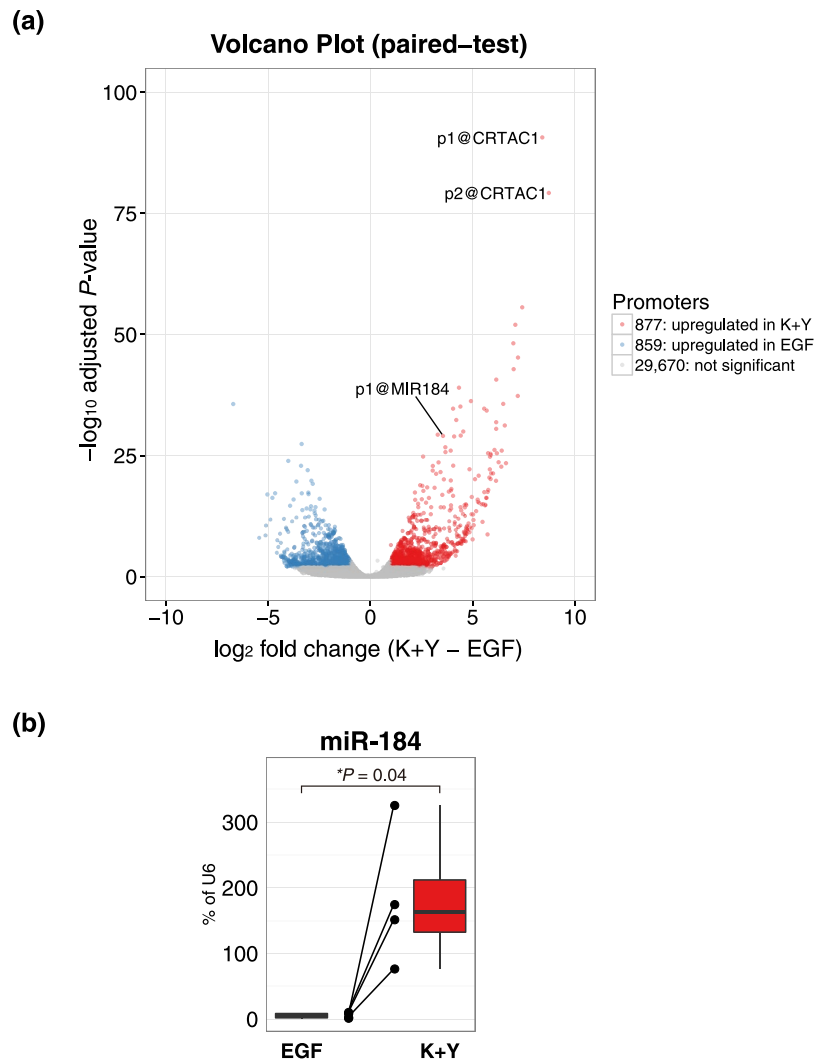 (a)
Volcano Plot (paired–test)
100
75
50
25
0
−log10 adjusted P-value
p1@CRTAC1
p2@CRTAC1
p1@MIR184
Promoters
877: upregulated in K+Y
859: upregulated in EGF
29,670: not significant
−10 −5 0 5 10
log2 fold change (K+Y − EGF)
(b)
miR-184
*P = 0.04
300
200
100
0
% of U6
EGF K+Y